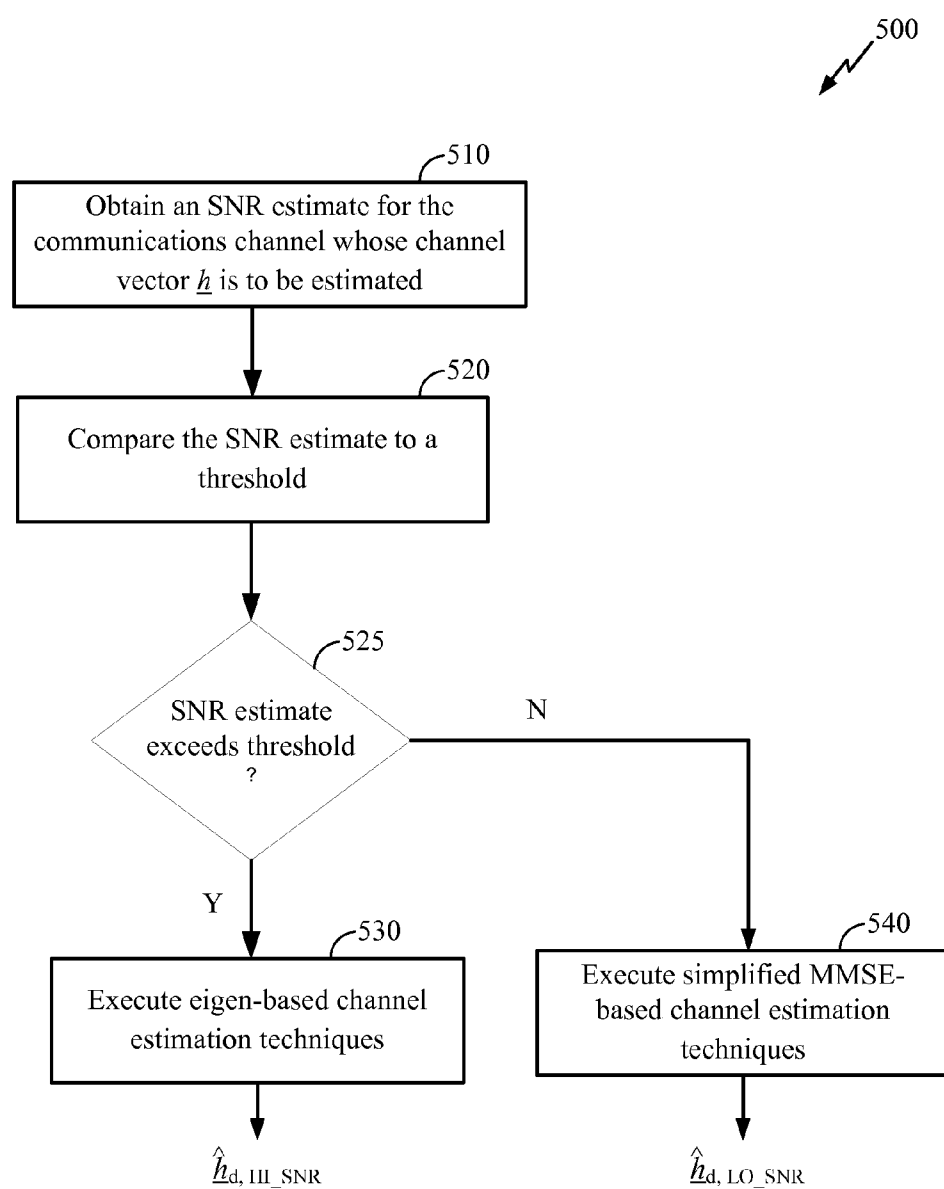 500
510
Obtain an SNR estimate for the
communications channel whose channel
vector h is to be estimated
520
Compare the SNR estimate to a
threshold
525
SNR estimate
exceeds threshold
?
N
Y
530
Execute eigen-based channel
estimation techniques
540
Execute simplified MMSE-
based channel estimation
techniques
ĥd, HI_SNR
ĥd, LO_SNR